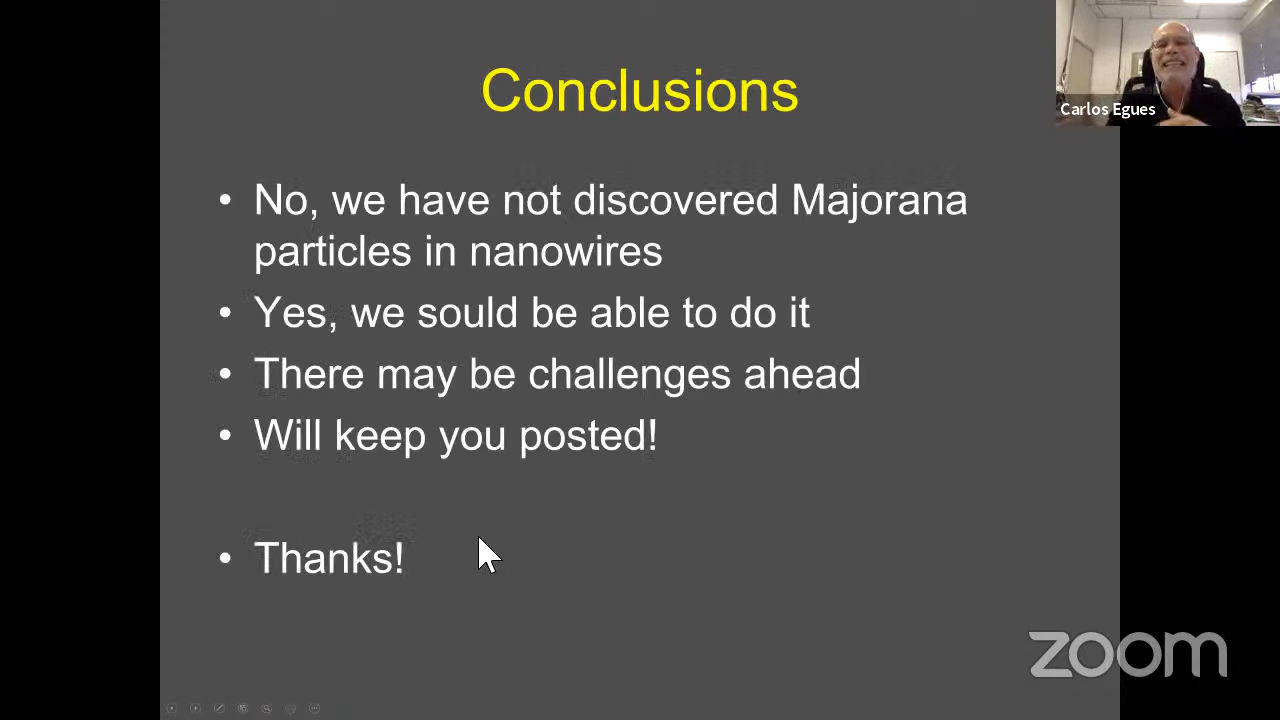 Conclusions
Carlos Egues
• No, we have not discovered Majorana
particles in nanowires
• Yes, we sould be able to do it
• There may be challenges ahead
• Will keep you posted!
• Thanks!
zoom